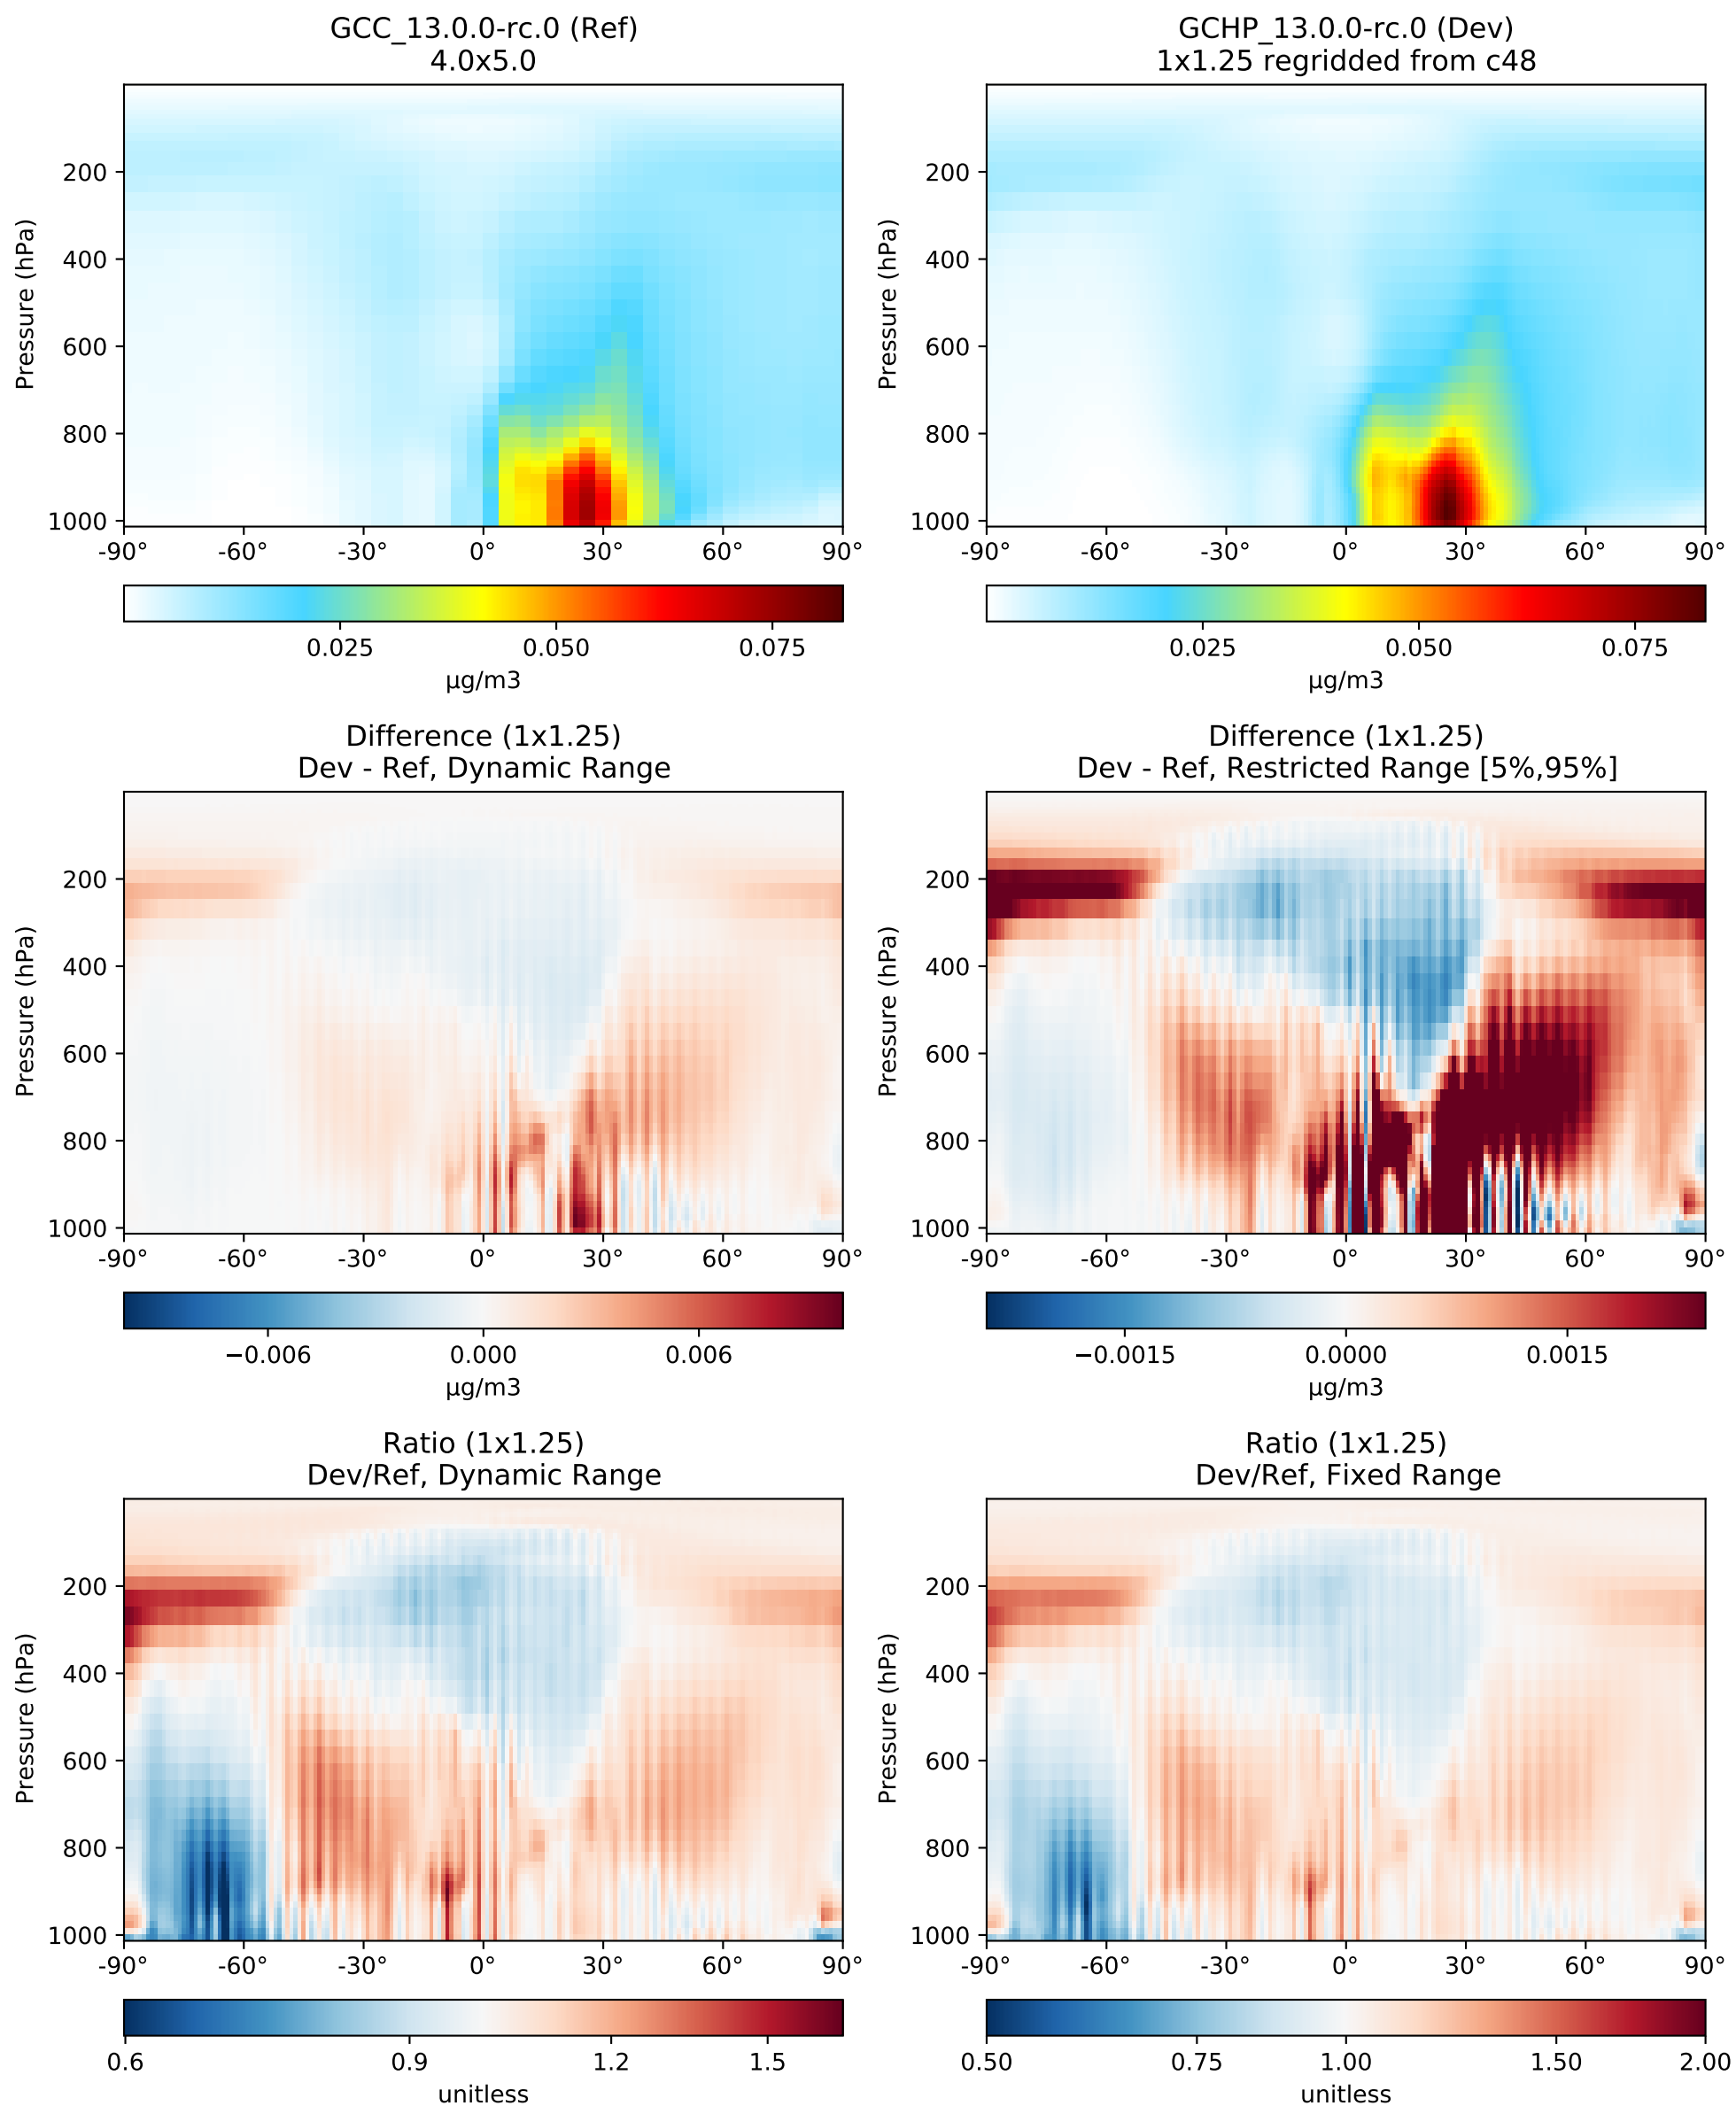 GCC_13.0.0-rc.0 (Ref)
4.0x5.0
Pressure (hPa)
200
400
600
800
1000
-90° -60° -30° 0° 30° 60° 90°
0.025 0.050 0.075
μg/m3
GCHP_13.0.0-rc.0 (Dev)
1x1.25 regridded from c48
Pressure (hPa)
200
400
600
800
1000
-90° -60° -30° 0° 30° 60° 90°
0.025 0.050 0.075
μg/m3
Difference (1x1.25)
Dev - Ref, Dynamic Range
Pressure (hPa)
200
400
600
800
1000
-90° -60° -30° 0° 30° 60° 90°
−0.006 0.000 0.006
μg/m3
Difference (1x1.25)
Dev - Ref, Restricted Range [5%,95%]
Pressure (hPa)
200
400
600
800
1000
-90° -60° -30° 0° 30° 60° 90°
−0.0015 0.0000 0.0015
μg/m3
Ratio (1x1.25)
Dev/Ref, Dynamic Range
Pressure (hPa)
200
400
600
800
1000
-90° -60° -30° 0° 30° 60° 90°
0.6 0.9 1.2 1.5
unitless
Ratio (1x1.25)
Dev/Ref, Fixed Range
Pressure (hPa)
200
400
600
800
1000
-90° -60° -30° 0° 30° 60° 90°
0.50 0.75 1.00 1.50 2.00
unitless